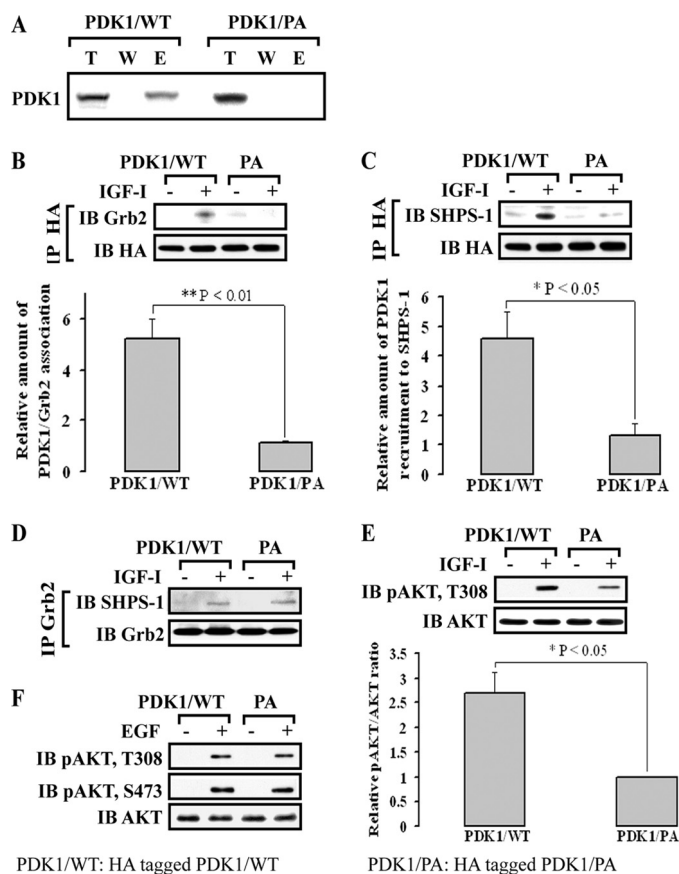 A
PDK1/WT PDK1/PA
T W E T W E
PDK1
B
PDK1/WT PA
IGF-I - + - +
IP HA
IB Grb2
IB HA
Relative amount of
PDK1/Grb2 association
6
4
2
0
** P < 0.01
PDK1/WT PDK1/PA
C
PDK1/WT PA
IGF-I - + - +
IP HA
IB SHPS-1
IB HA
Relative amount of PDK1
recruitment to SHPS-1
6
5
4
3
2
1
0
* P < 0.05
PDK1/WT PDK1/PA
D
PDK1/WT PA
IGF-I - + - +
IP Grb2
IB SHPS-1
IB Grb2
E
PDK1/WT PA
IGF-I - + - +
IB pAKT, T308
IB AKT
Relative pAKT/AKT ratio
3.5
3
2.5
2
1.5
1
0.5
0
* P < 0.05
PDK1/WT PDK1/PA
F
PDK1/WT PA
EGF - + - +
IB pAKT, T308
IB pAKT, S473
IB AKT
PDK1/WT: HA tagged PDK1/WT
PDK1/PA: HA tagged PDK1/PA